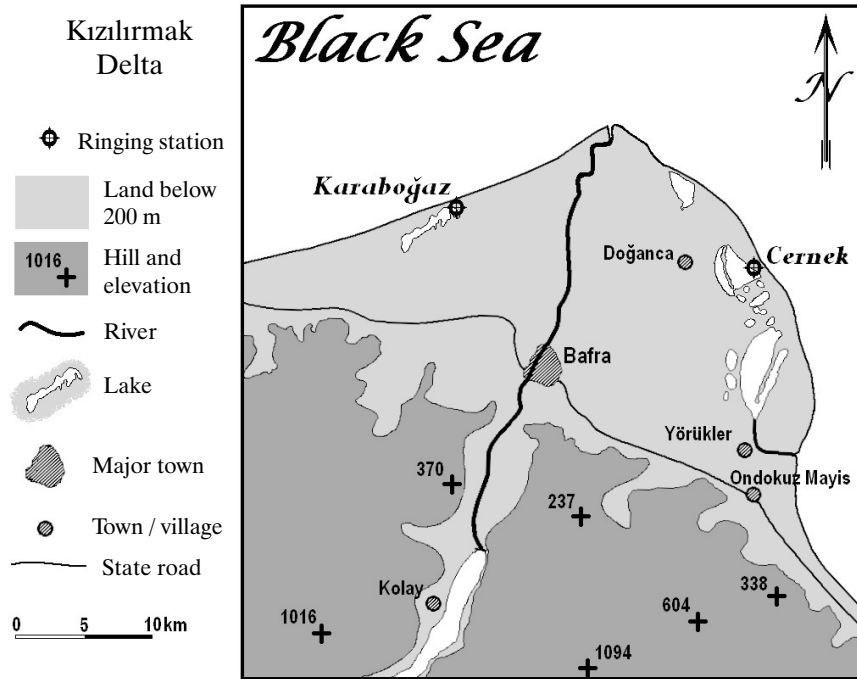 Kızılırmak
Delta
Ringing station
Land below
200 m
1016
Hill and
elevation
River
Lake
Major town
Town / village
State road
0 5 10km
Black Sea
N
Karaboğaz
Doğanca
Cernek
Bafra
Yörükler
Ondokuz Mayis
370
237
Kolay
338
604
1016
1094